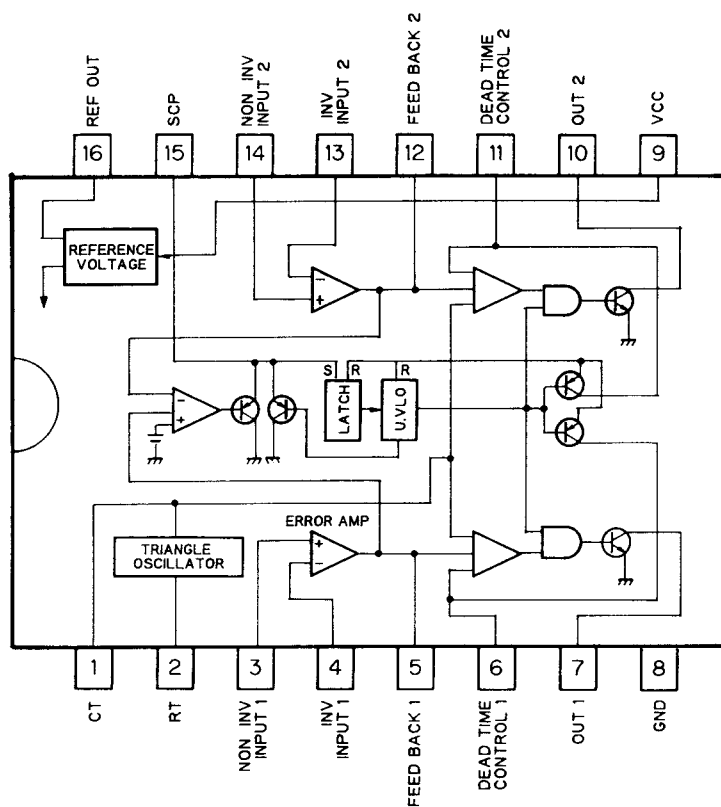 REF OUT
SCP
NON INV
INPUT 2
INV
INPUT 2
FEED BACK 2
DEAD TIME
CONTROL 2
OUT 2
VCC
16
15
14
13
12
11
10
9
REFERENCE
VOLTAGE
-
+
S
R
R
LATCH
U.VLO
-
+
ERROR AMP
+
-
TRIANGLE
OSCILLATOR
1
2
3
4
5
6
7
8
CT
RT
NON INV
INPUT 1
INV
INPUT 1
FEED BACK 1
DEAD TIME
CONTROL 1
OUT 1
GND